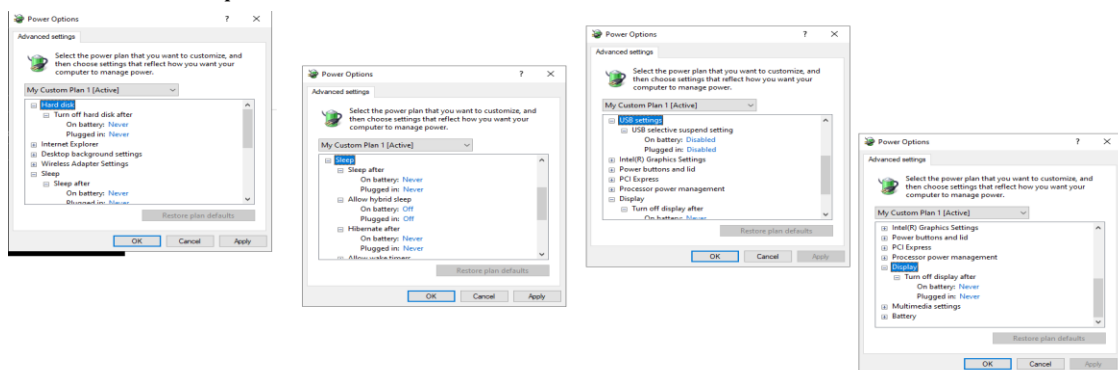 Power Options
Advanced settings
Select the power plan that you want to customize, and
then choose settings that reflect how you want your
computer to manage power.
My Custom Plan 1 [Active]
Hard disk
Turn off hard disk after
On battery: Never
Plugged in: Never
Internet Explorer
Desktop background settings
Wireless Adapter Settings
Sleep
Sleep after
On battery: Never
Plugged in: Never
Restore plan defaults
OK Cancel Apply
Power Options
Advanced settings
Select the power plan that you want to customize, and
then choose settings that reflect how you want your
computer to manage power.
My Custom Plan 1 [Active]
Sleep
Sleep after
On battery: Never
Plugged in: Never
Allow hybrid sleep
On battery: Off
Plugged in: Off
Hibernate after
On battery: Never
Plugged in: Never
Allow wake timers
Restore plan defaults
OK Cancel Apply
Power Options
Advanced settings
Select the power plan that you want to customize, and
then choose settings that reflect how you want your
computer to manage power.
My Custom Plan 1 [Active]
USB settings
USB selective suspend setting
On battery: Disabled
Plugged in: Disabled
Intel(R) Graphics Settings
Power buttons and lid
PCI Express
Processor power management
Display
Turn off display after
On battery: Never
Restore plan defaults
OK Cancel Apply
Power Options
Advanced settings
Select the power plan that you want to customize, and
then choose settings that reflect how you want your
computer to manage power.
My Custom Plan 1 [Active]
Intel(R) Graphics Settings
Power buttons and lid
PCI Express
Processor power management
Display
Turn off display after
On battery: Never
Plugged in: Never
Multimedia settings
Battery
Restore plan defaults
OK Cancel Apply